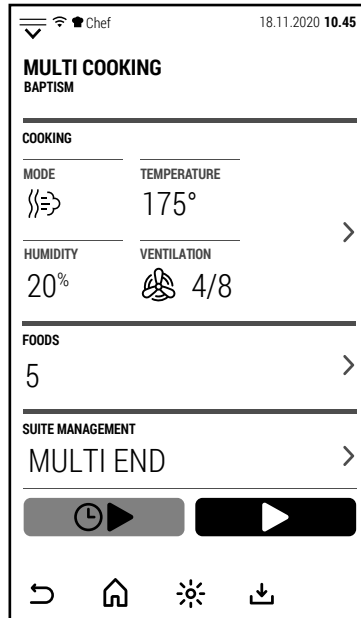 Chef 18.11.2020 10.45
MULTI COOKING
BAPTISM
COOKING
MODE TEMPERATURE
175°
HUMIDITY VENTILATION
20% 4/8
FOODS
5
SUITE MANAGEMENT
MULTI END